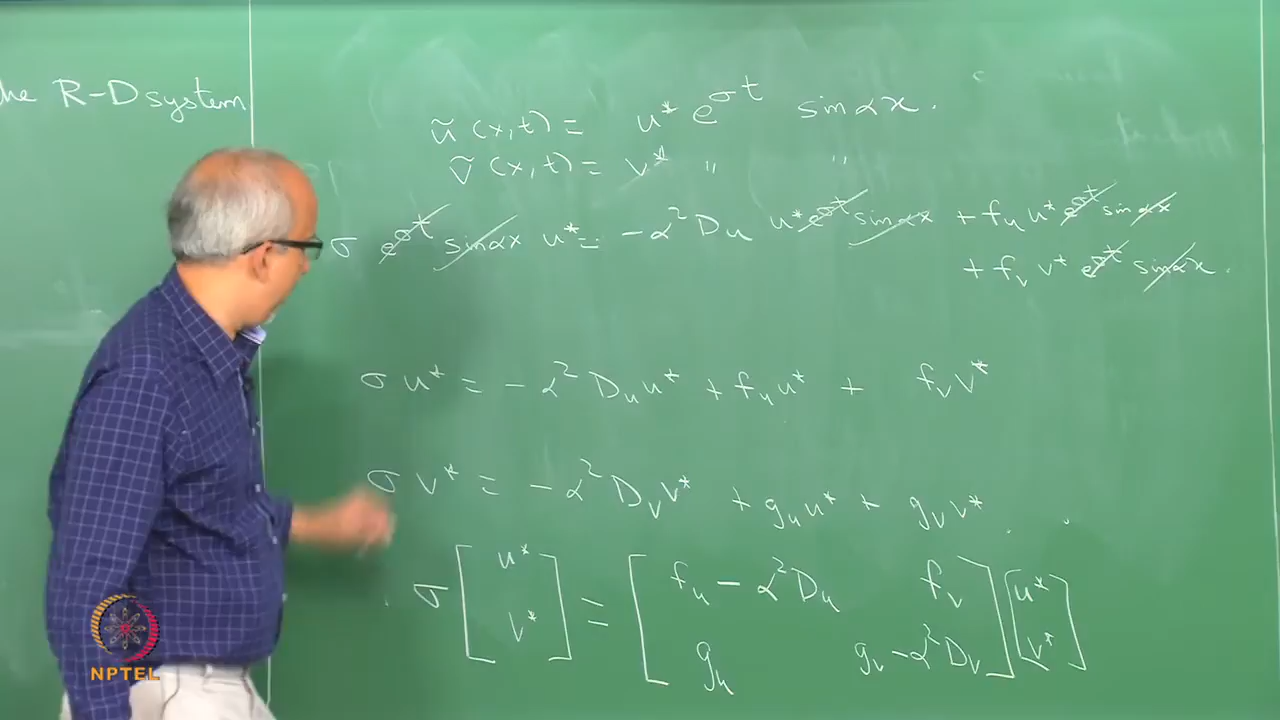 he R-D system
ũ (x,t) = u* e^{σt} sin αx.
ṽ (x,t) = v* " "
σ e^{σt} sin αx u* = -α² D_u u* e^{σt} sin αx + f_u u* e^{σt} sin αx
+ f_v v* e^{σt} sin αx.
σ u* = - α² D_u u* + f_u u* + f_v v*
σ v* = - α² D_v v* + g_u u* + g_v v*
σ [ u* ] = [ f_u - α² D_u f_v ] [ u* ]
[ v* ] [ g_u g_v - α² D_v ] [ v* ]
NPTEL